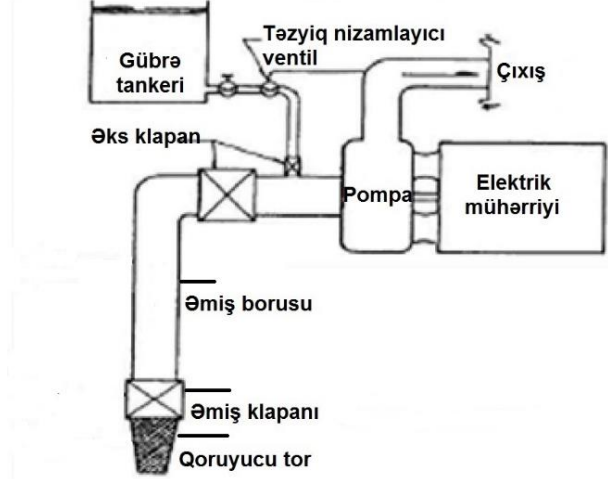 Təzyiq nizamlayıcı
ventil
Gübrə
tankeri
Çıxış
Əks klapan
Pompa
Elektrik
mühərriyi
Əmiş borusu
Əmiş klapanı
Qoruyucu tor